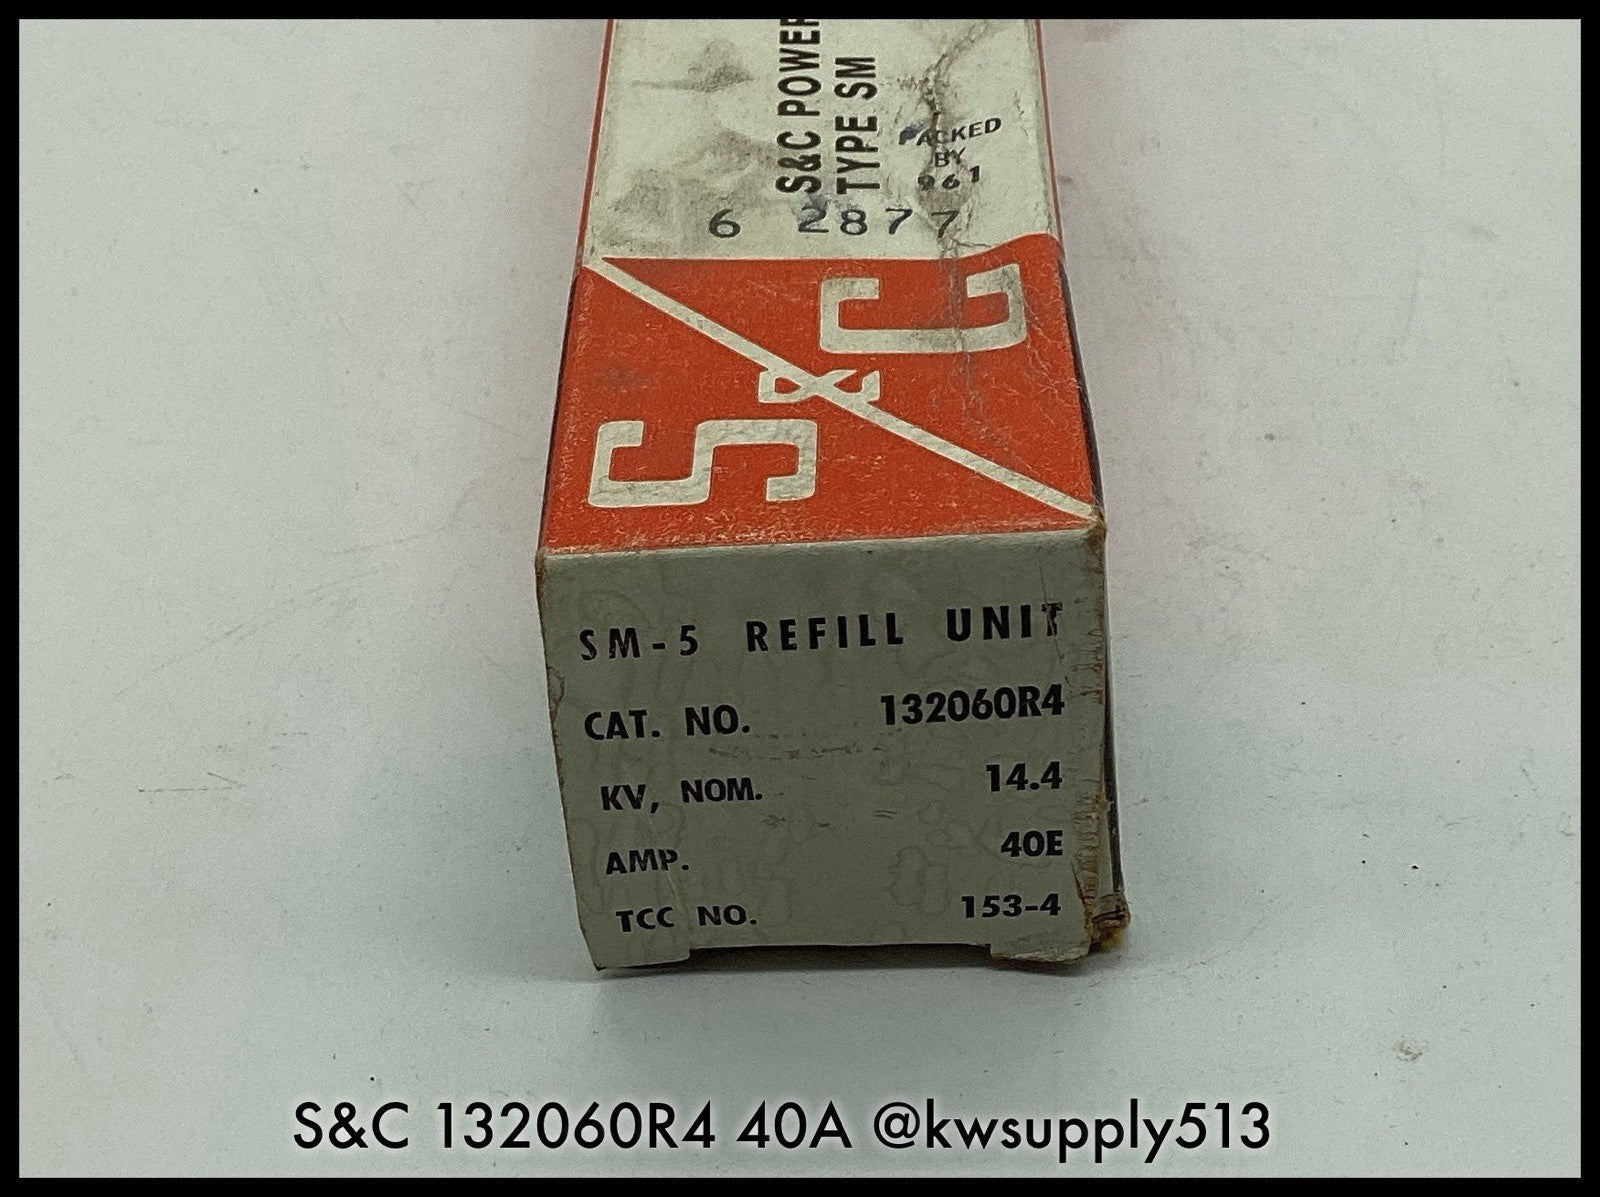 S&C POWER
TYPE SM
PACKED
BY
961
6 2877
S&C
SM-5 REFILL UNIT
CAT. NO. 132060R4
KV, NOM. 14.4
AMP. 40E
TCC NO. 153-4
S&C 132060R4 40A @kwsupply513